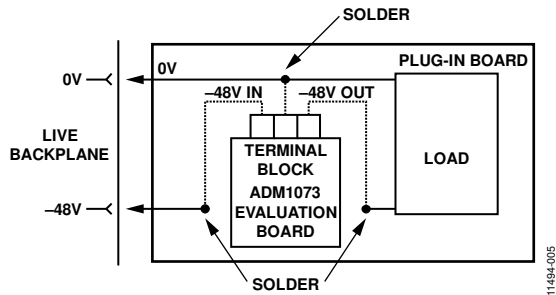 SOLDER
PLUG-IN BOARD
0V
0V
–48V IN
–48V OUT
LIVE
BACKPLANE
TERMINAL
BLOCK
ADM1073
EVALUATION
BOARD
LOAD
–48V
SOLDER
11494-005